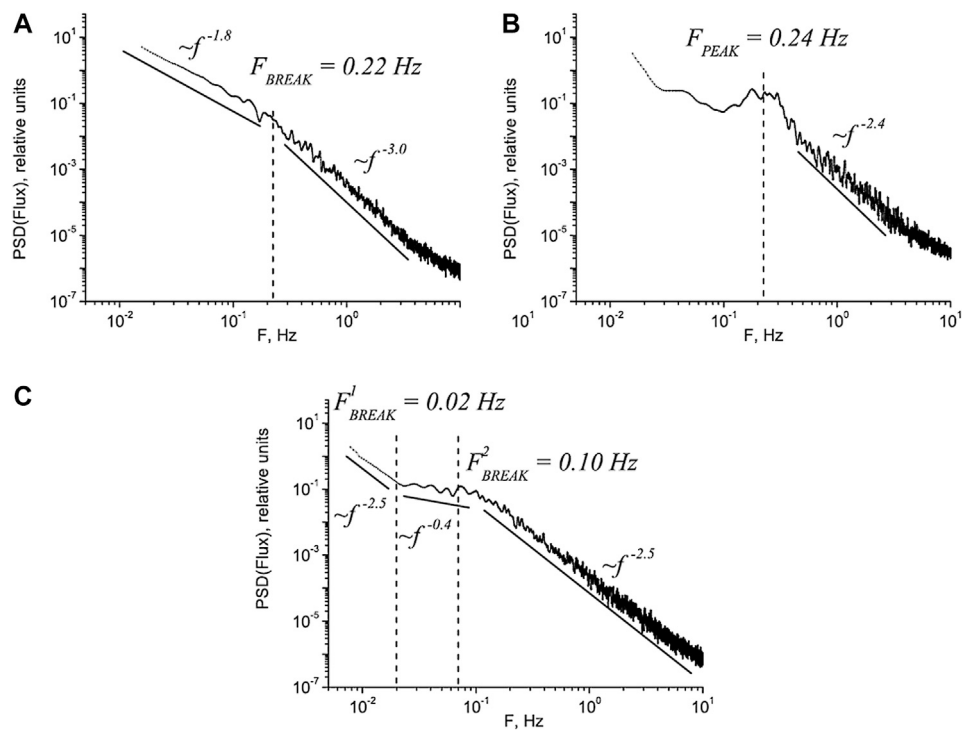 A
10^1
10^-1
10^-3
10^-5
10^-7
PSD(Flux), relative units
~f^-1.8
F_BREAK = 0.22 Hz
~f^-3.0
10^-2
10^-1
10^0
10^1
F, Hz
B
10^1
10^-1
10^-3
10^-5
10^-7
PSD(Flux), relative units
F_PEAK = 0.24 Hz
~f^-2.4
10^-2
10^-1
10^0
10^1
F, Hz
C
10^1
10^-1
10^-3
10^-5
10^-7
PSD(Flux), relative units
F^1_BREAK = 0.02 Hz
F^2_BREAK = 0.10 Hz
~f^-2.5
~f^-0.4
~f^-2.5
10^-2
10^-1
10^0
10^1
F, Hz